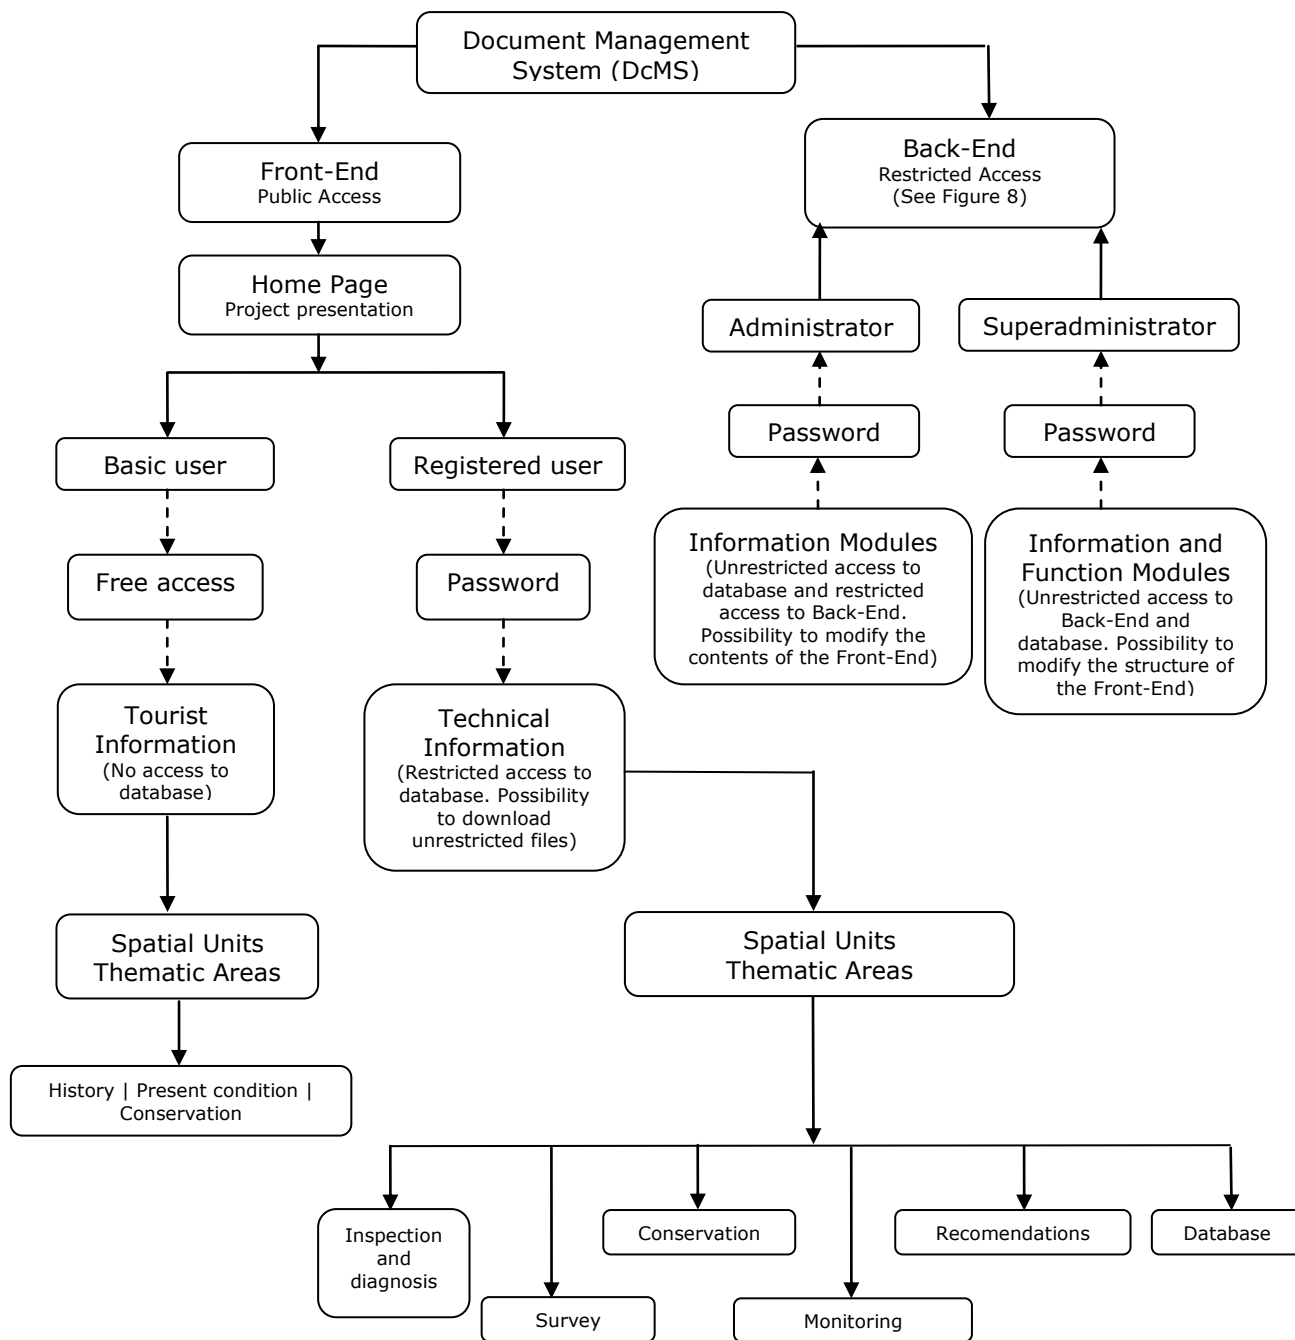 Document Management
System (DcMS)
Front-End
Public Access
Back-End
Restricted Access
(See Figure 8)
Home Page
Project presentation
Administrator
Superadministrator
Password
Password
Basic user
Registered user
Information Modules
(Unrestricted access to
database and restricted
access to Back-End.
Possibility to modify the
contents of the Front-End)
Information and
Function Modules
(Unrestricted access to
Back-End and
database. Possibility to
modify the structure of
the Front-End)
Free access
Password
Tourist
Information
(No access to
database)
Technical
Information
(Restricted access to
database. Possibility
to download
unrestricted files)
Spatial Units
Thematic Areas
Spatial Units
Thematic Areas
History | Present condition |
Conservation
Inspection
and
diagnosis
Survey
Conservation
Monitoring
Recomendations
Database